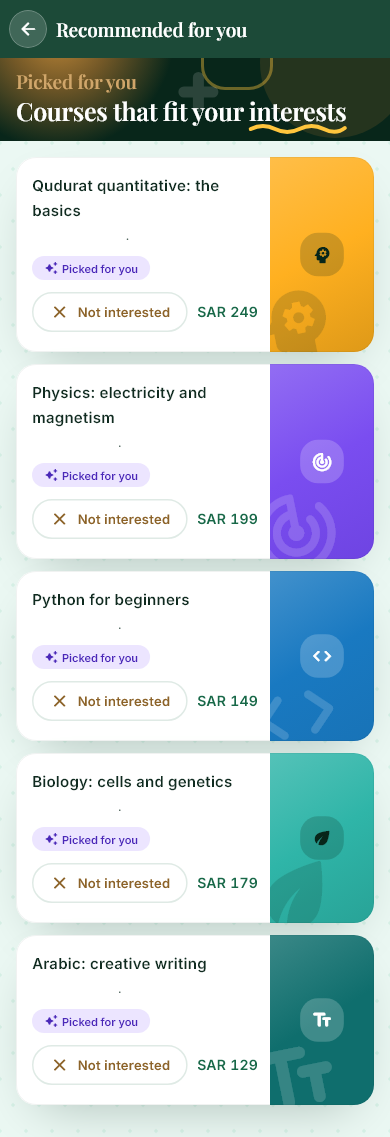 Recommended for you
Picked for you
Courses that fit your interests
Qudurat quantitative: the
basics
·
Picked for you
Not interested
SAR 249
Physics: electricity and
magnetism
·
Picked for you
Not interested
SAR 199
Python for beginners
·
Picked for you
Not interested
SAR 149
Biology: cells and genetics
·
Picked for you
Not interested
SAR 179
Arabic: creative writing
·
Picked for you
Not interested
SAR 129